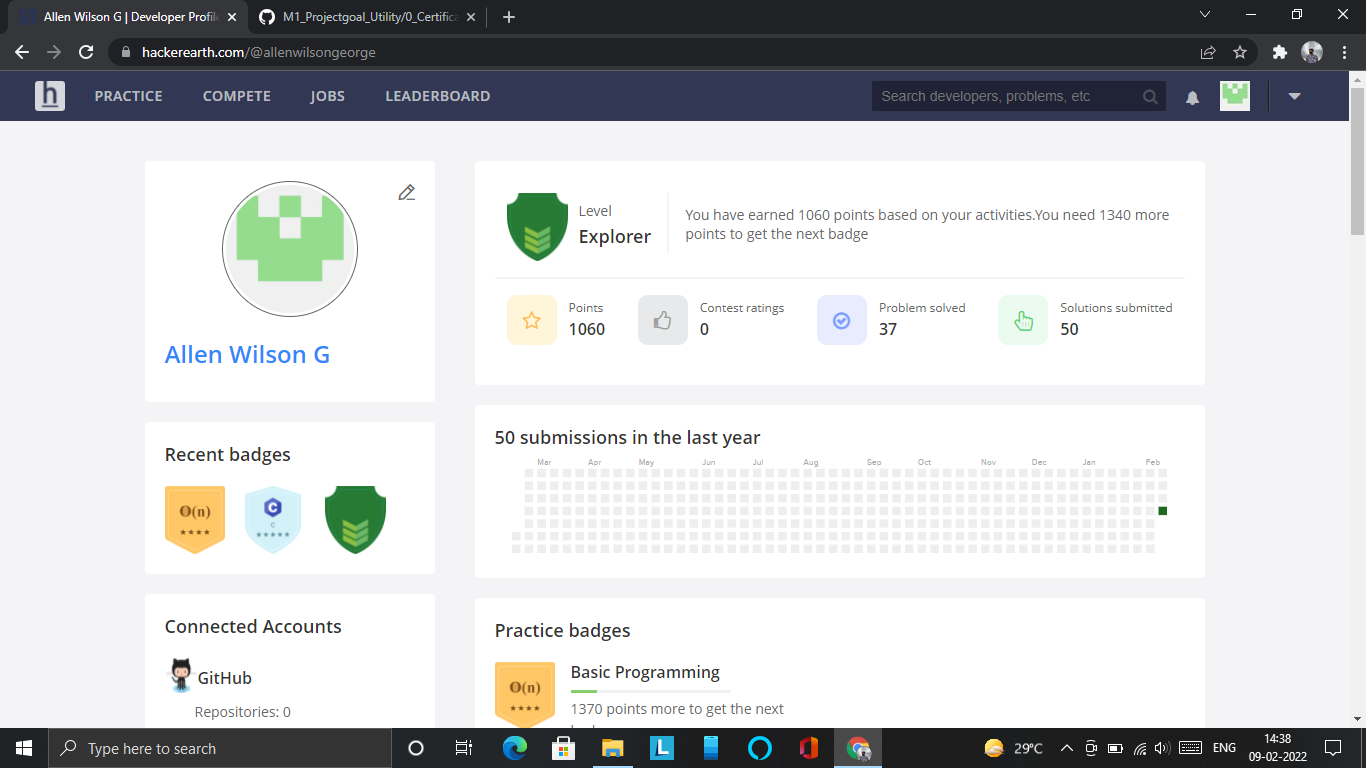 Allen Wilson G | Developer Profile
M1_Projectgoal_Utility/0_Certifica
hackerearth.com/@allenwilsongeorge
h
PRACTICE
COMPETE
JOBS
LEADERBOARD
Search developers, problems, etc
Allen Wilson G
Level
Explorer
You have earned 1060 points based on your activities.You need 1340 more
points to get the next badge
Points
1060
Contest ratings
0
Problem solved
37
Solutions submitted
50
Recent badges
O(n)
C
C
50 submissions in the last year
Mar Apr May Jun Jul Aug Sep Oct Nov Dec Jan Feb
Connected Accounts
GitHub
Repositories: 0
Practice badges
O(n)
Basic Programming
1370 points more to get the next
Type here to search
L
29°C
ENG
14:38
09-02-2022